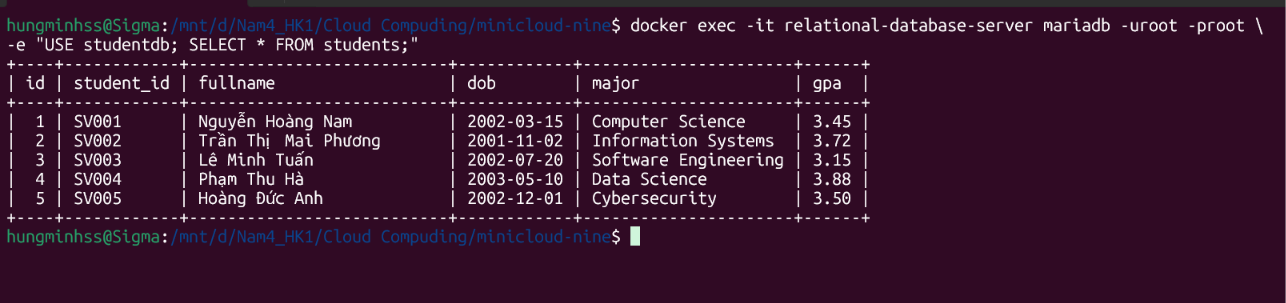 hungminhss@Sigma:/mnt/d/Nam4_HK1/Cloud Compuding/minicloud-nine$ docker exec -it relational-database-server mariadb -uroot -proot \
-e "USE studentdb; SELECT * FROM students;"
+----+------------+--------------------------+------------+----------------------+------+
| id | student_id | fullname                 | dob        | major                | gpa  |
+----+------------+--------------------------+------------+----------------------+------+
|  1 | SV001      | Nguyễn Hoàng Nam         | 2002-03-15 | Computer Science     | 3.45 |
|  2 | SV002      | Trần Thị Mai Phương      | 2001-11-02 | Information Systems  | 3.72 |
|  3 | SV003      | Lê Minh Tuấn             | 2002-07-20 | Software Engineering | 3.15 |
|  4 | SV004      | Phạm Thu Hà              | 2003-05-10 | Data Science         | 3.88 |
|  5 | SV005      | Hoàng Đức Anh            | 2002-12-01 | Cybersecurity        | 3.50 |
+----+------------+--------------------------+------------+----------------------+------+
hungminhss@Sigma:/mnt/d/Nam4_HK1/Cloud Compuding/minicloud-nine$